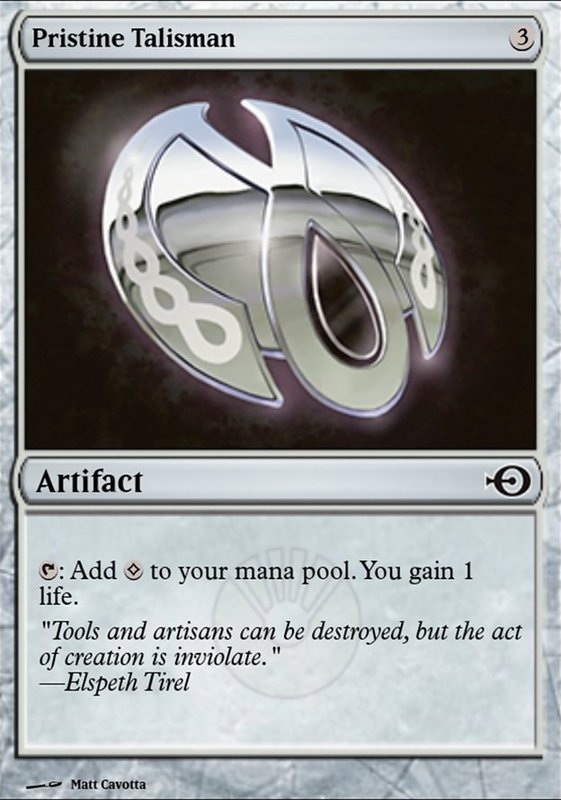 Pristine Talisman 3
Artifact
: Add to your mana pool. You gain 1
life.
"Tools and artisans can be destroyed, but the act
of creation is inviolate."
—Elspeth Tirel
Matt Cavotta